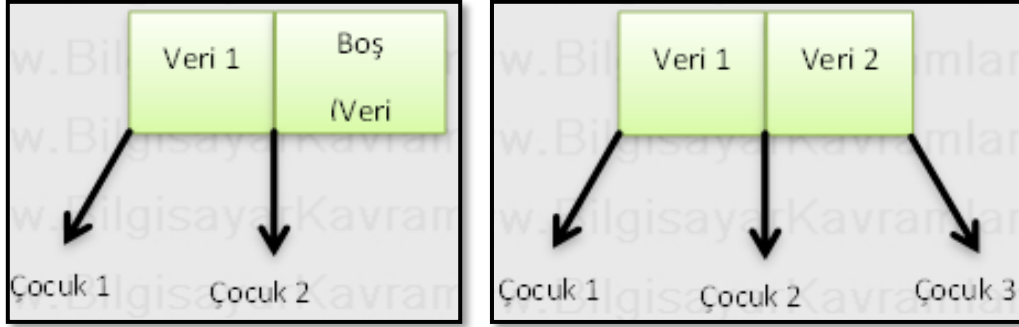 Veri 1
Boş
(Veri
Çocuk 1
Çocuk 2
Veri 1
Veri 2
Çocuk 1
Çocuk 2
Çocuk 3